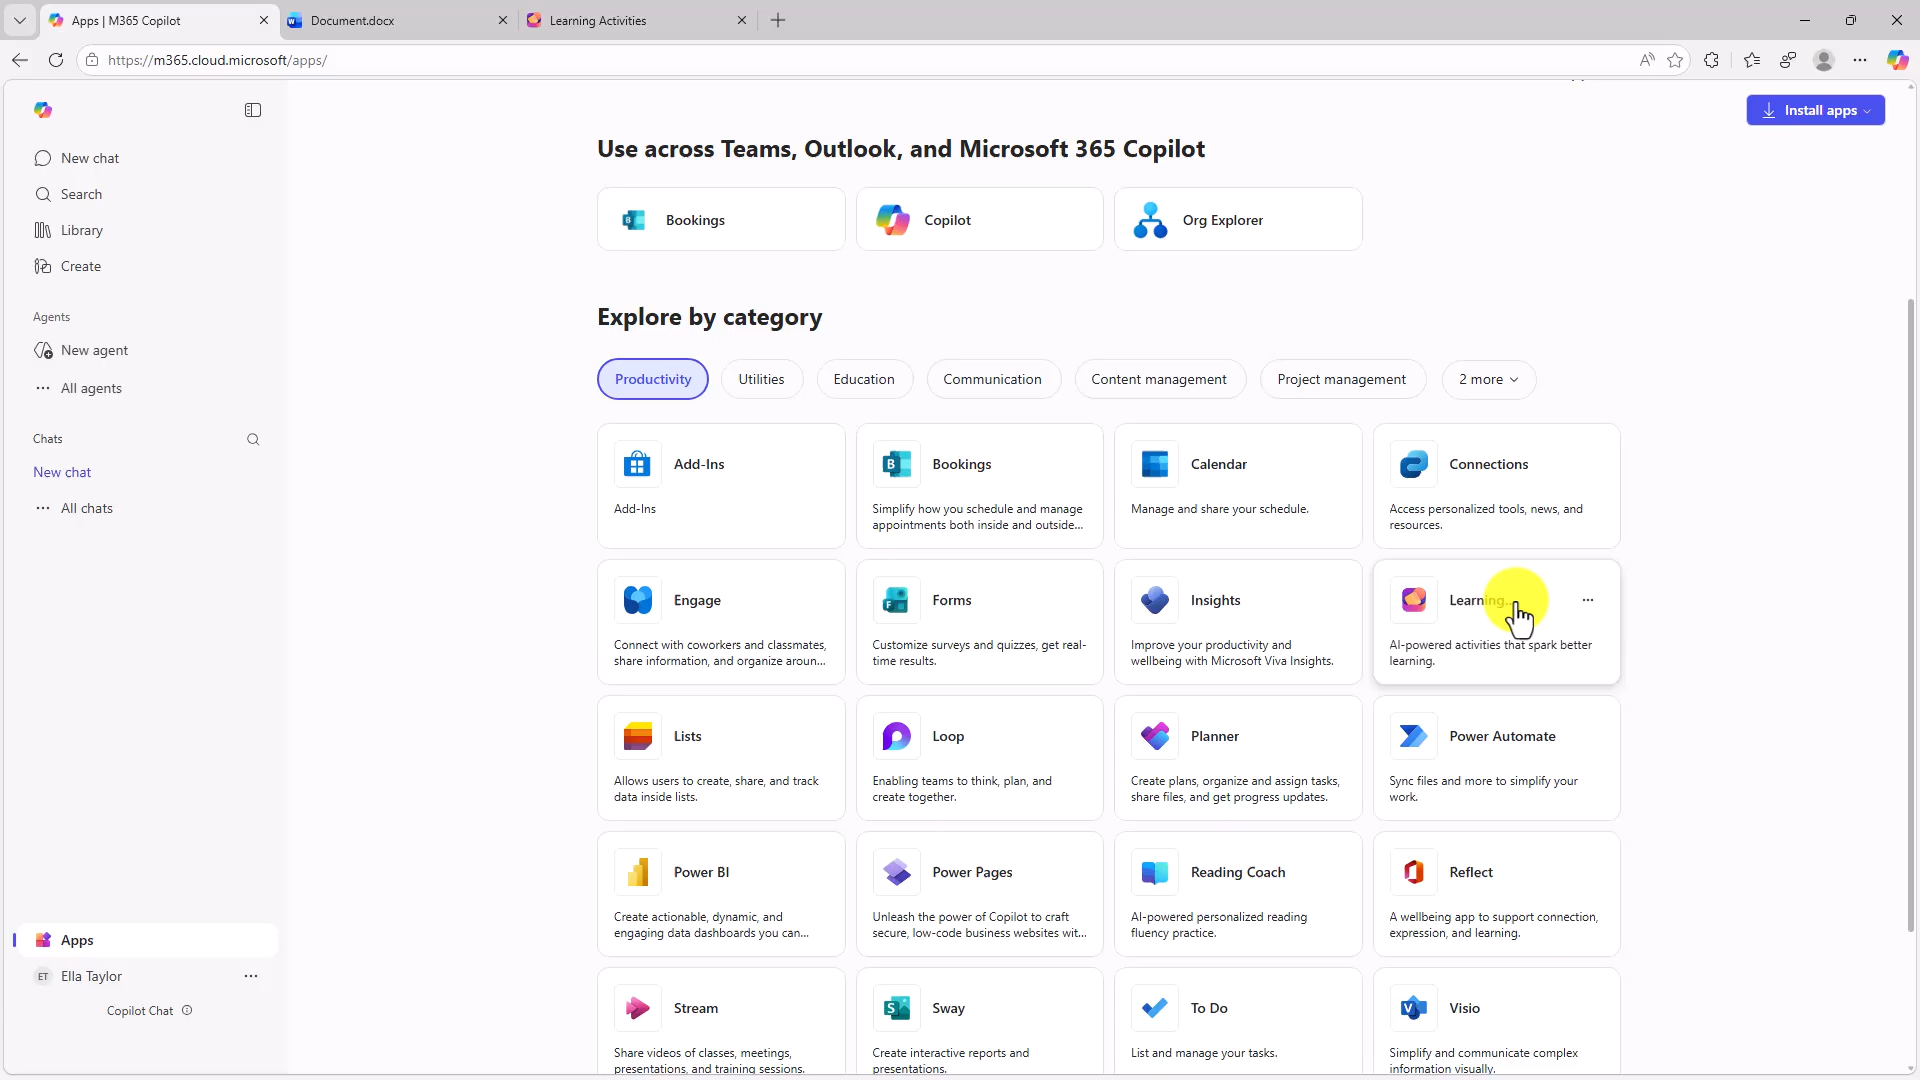 Apps | M365 Copilot
Document.docx
Learning Activities
https://m365.cloud.microsoft/apps/
Install apps
New chat
Search
Library
Create
Agents
New agent
All agents
Chats
New chat
All chats
Apps
ET Ella Taylor
Copilot Chat
Use across Teams, Outlook, and Microsoft 365 Copilot
Bookings
Copilot
Org Explorer
Explore by category
Productivity
Utilities
Education
Communication
Content management
Project management
2 more
Add-Ins
Add-Ins
Bookings
Simplify how you schedule and manage
appointments both inside and outside...
Calendar
Manage and share your schedule.
Connections
Access personalized tools, news, and
resources.
Engage
Connect with coworkers and classmates,
share information, and organize aroun...
Forms
Customize surveys and quizzes, get real-
time results.
Insights
Improve your productivity and
wellbeing with Microsoft Viva Insights.
Learning...
AI-powered activities that spark better
learning.
Lists
Allows users to create, share, and track
data inside lists.
Loop
Enabling teams to think, plan, and
create together.
Planner
Create plans, organize and assign tasks,
share files, and get progress updates.
Power Automate
Sync files and more to simplify your
work.
Power BI
Create actionable, dynamic, and
engaging data dashboards you can...
Power Pages
Unleash the power of Copilot to craft
secure, low-code business websites wit...
Reading Coach
AI-powered personalized reading
fluency practice.
Reflect
A wellbeing app to support connection,
expression, and learning.
Stream
Share videos of classes, meetings,
presentations, and training sessions.
Sway
Create interactive reports and
presentations.
To Do
List and manage your tasks.
Visio
Simplify and communicate complex
information visually.